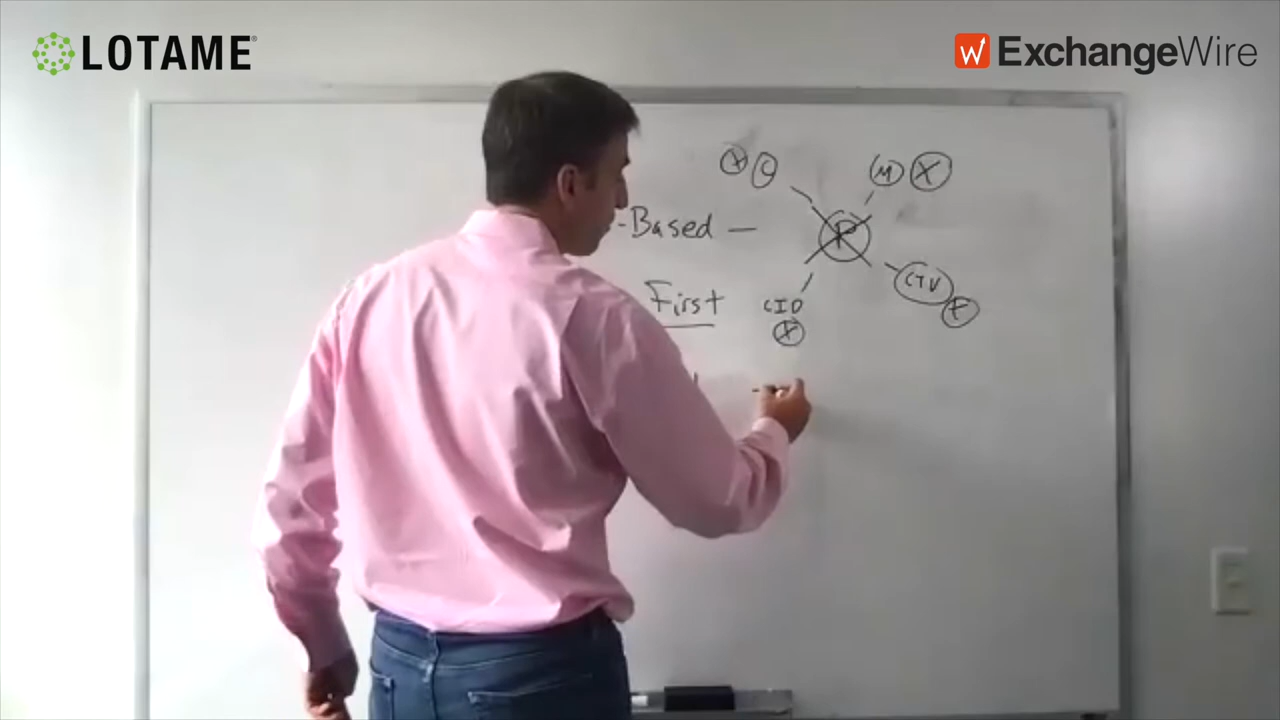 LOTAME®
W ExchangeWire
X C
M X
-Based —
P
CTV
X
First
CID
X